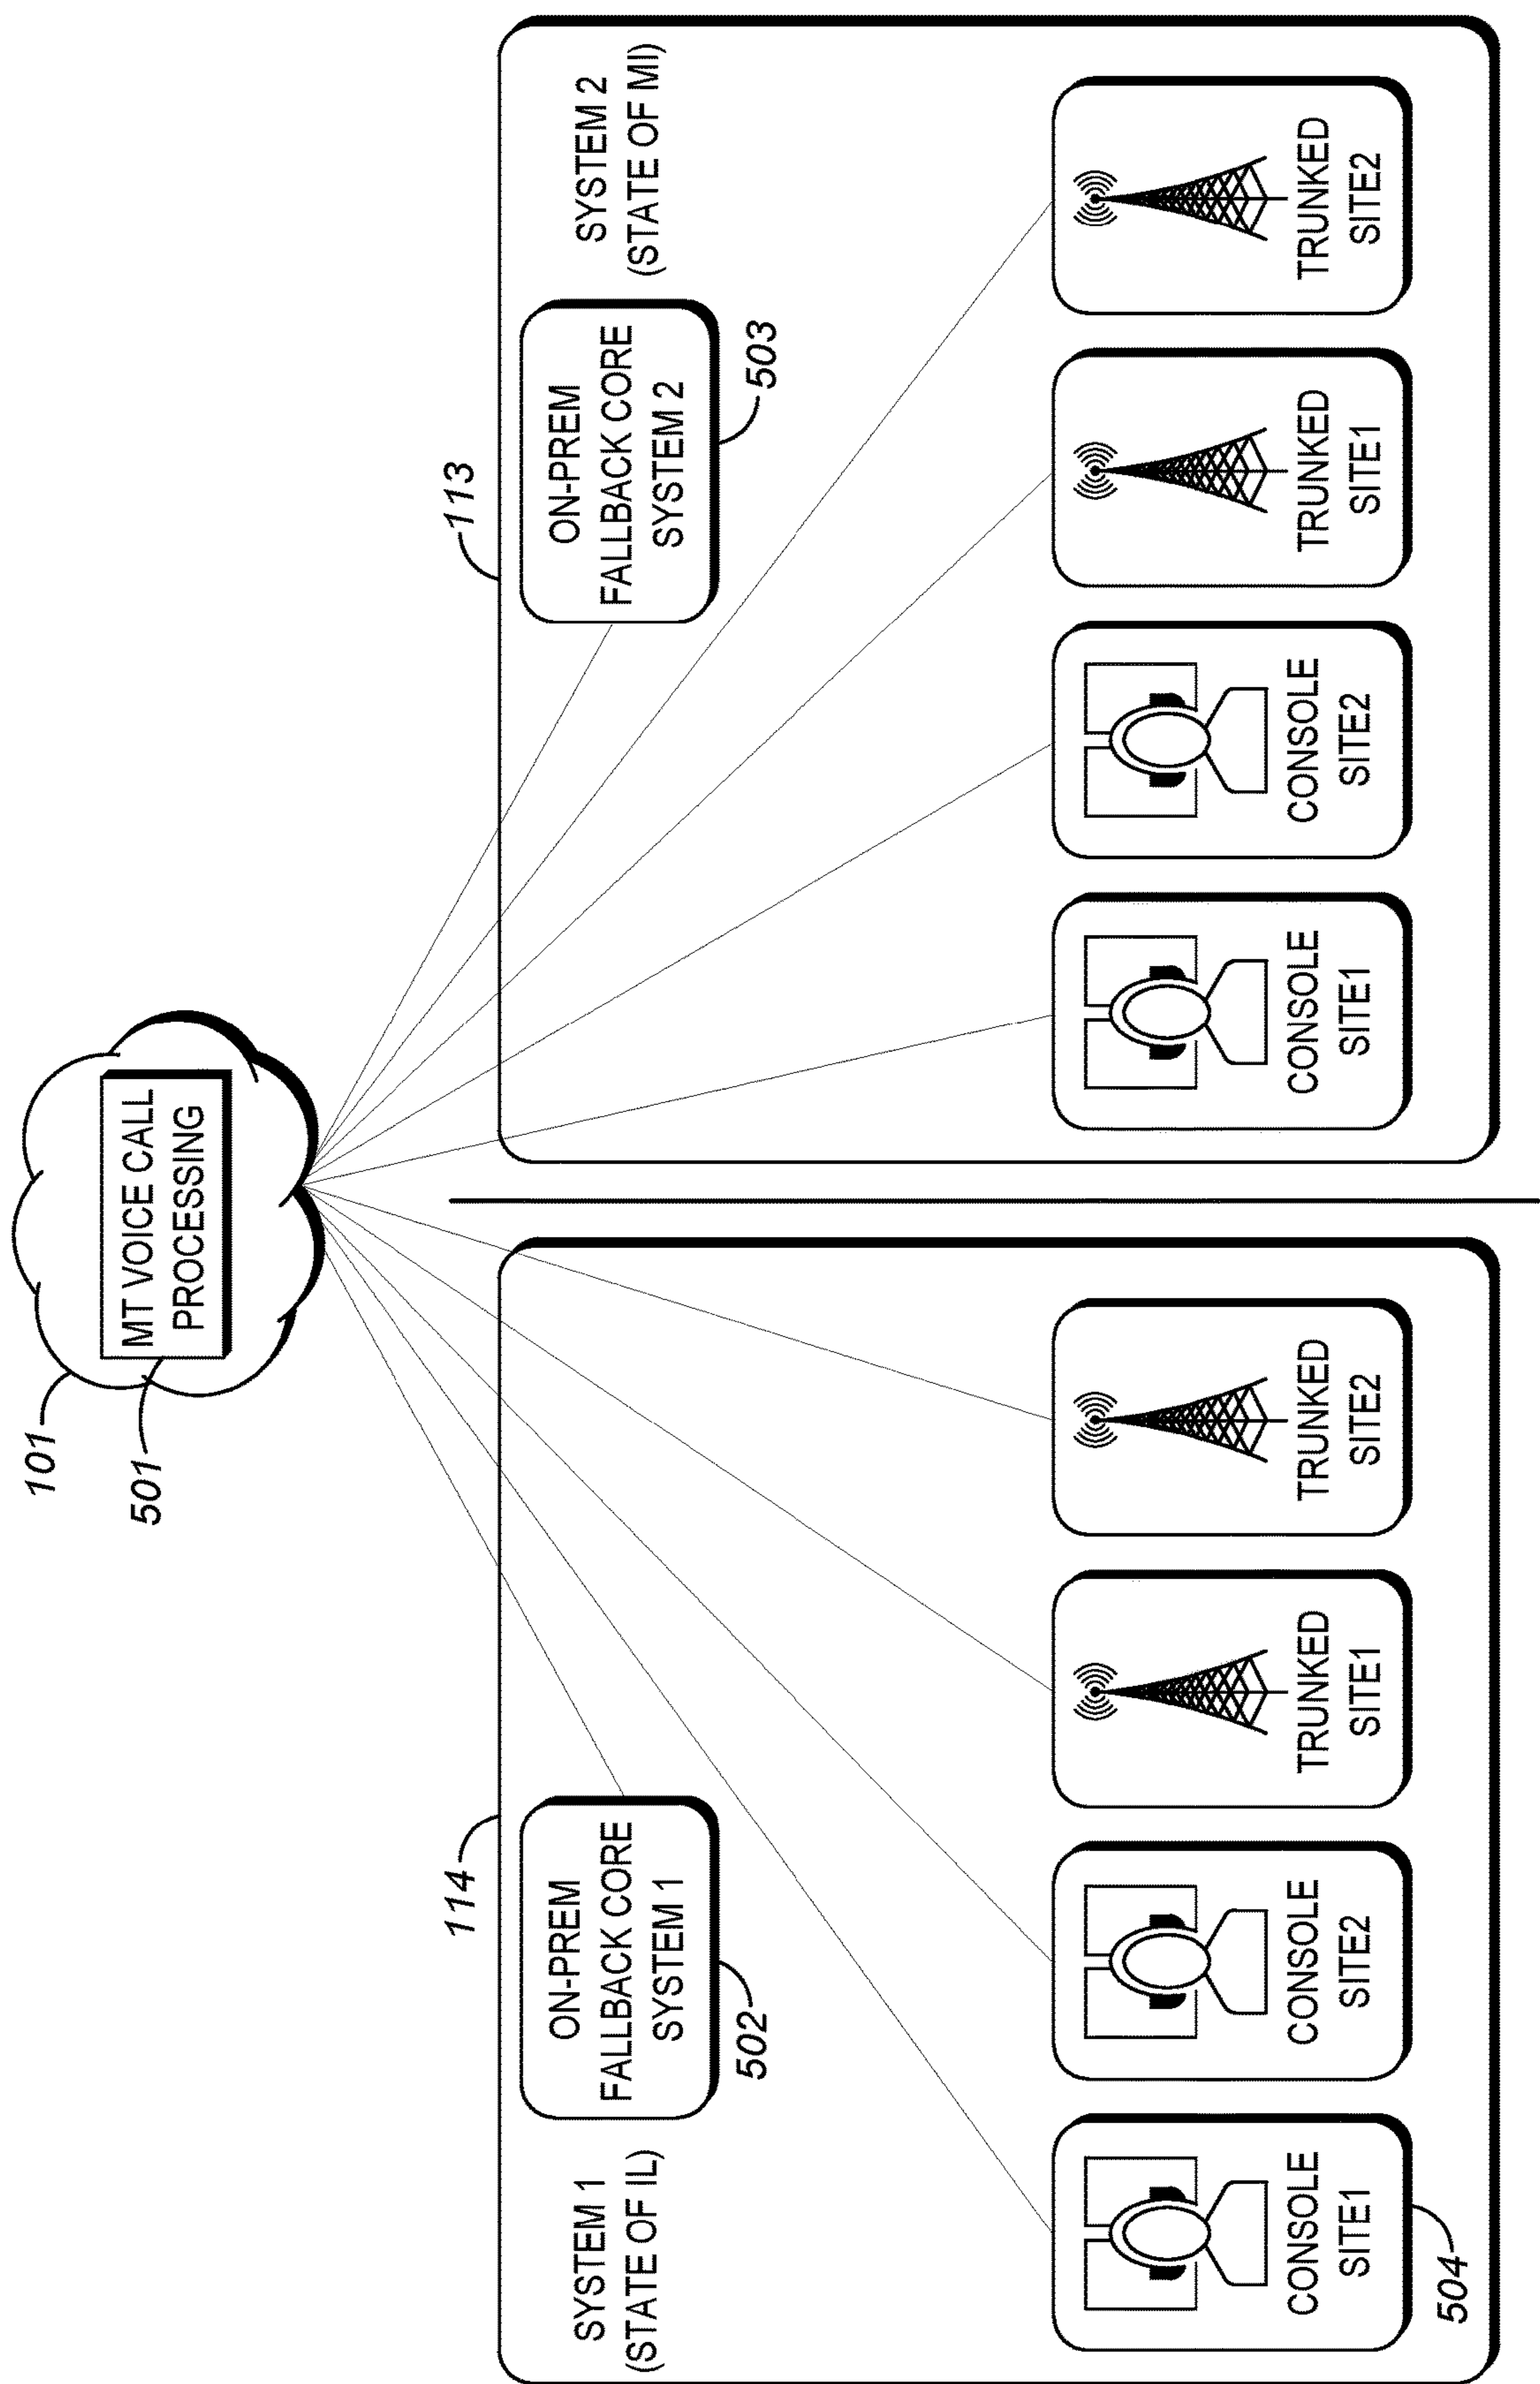 101
501
MT VOICE CALL
PROCESSING
114
SYSTEM 1
(STATE OF IL)
ON-PREM
FALLBACK CORE
SYSTEM 1
502
CONSOLE
SITE1
504
CONSOLE
SITE2
TRUNKED
SITE1
TRUNKED
SITE2
113
ON-PREM
FALLBACK CORE
SYSTEM 2
503
SYSTEM 2
(STATE OF MI)
CONSOLE
SITE1
CONSOLE
SITE2
TRUNKED
SITE1
TRUNKED
SITE2